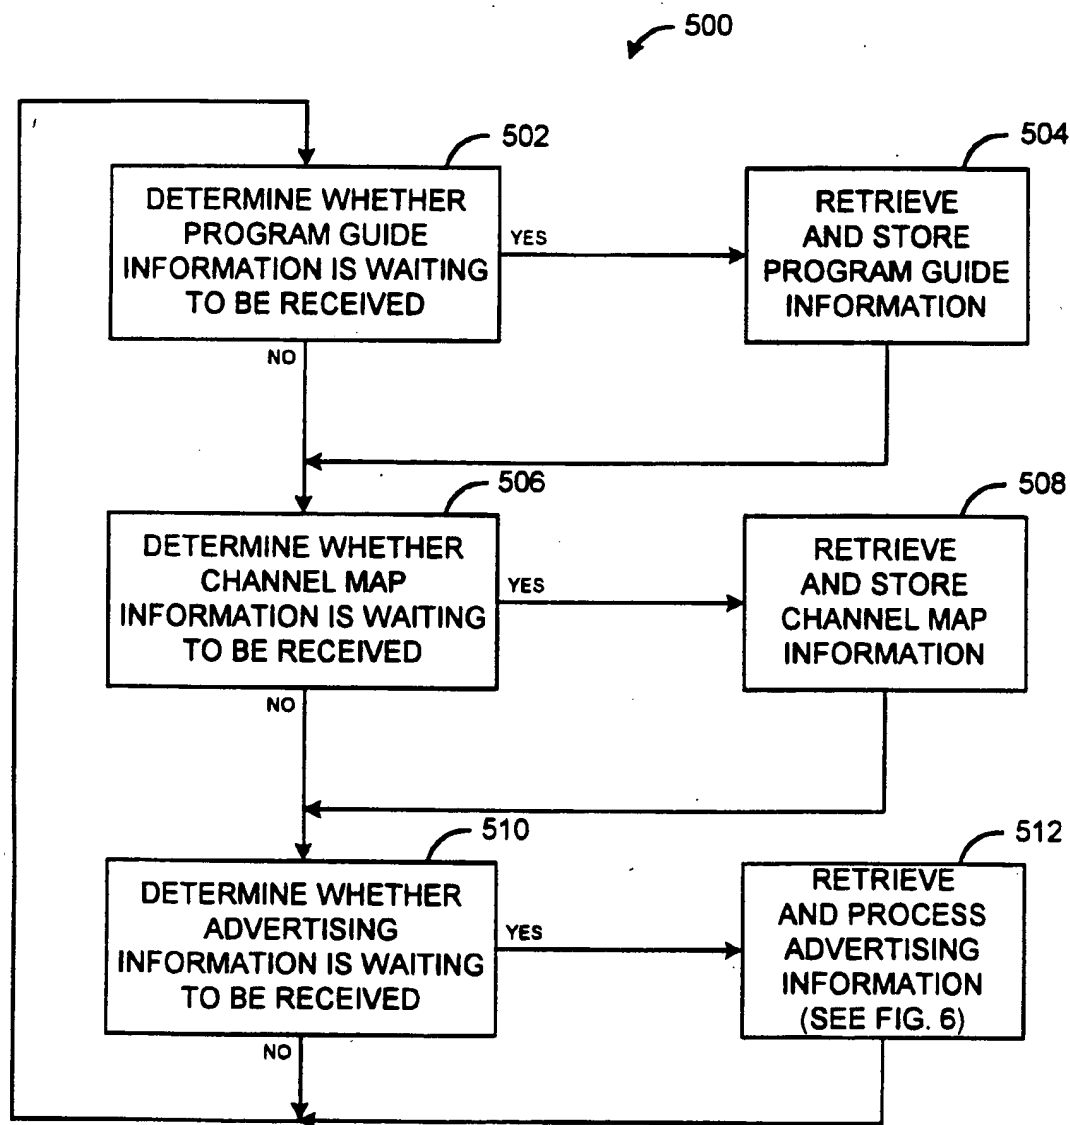 500
502
DETERMINE WHETHER
PROGRAM GUIDE
INFORMATION IS WAITING
TO BE RECEIVED
YES
NO
504
RETRIEVE
AND STORE
PROGRAM GUIDE
INFORMATION
506
DETERMINE WHETHER
CHANNEL MAP
INFORMATION IS WAITING
TO BE RECEIVED
YES
NO
508
RETRIEVE
AND STORE
CHANNEL MAP
INFORMATION
510
DETERMINE WHETHER
ADVERTISING
INFORMATION IS WAITING
TO BE RECEIVED
YES
NO
512
RETRIEVE
AND PROCESS
ADVERTISING
INFORMATION
(SEE FIG. 6)